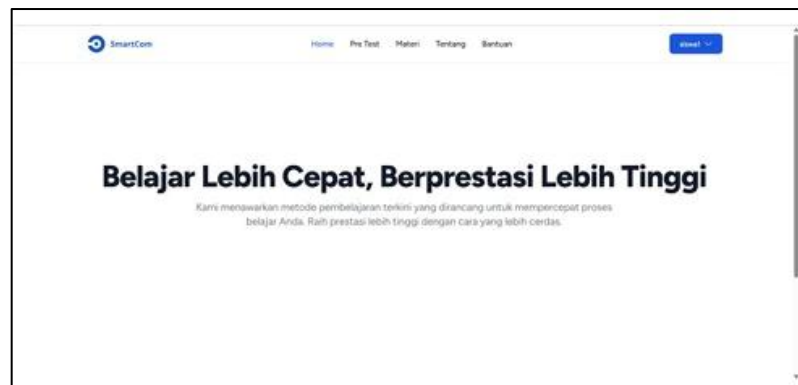 SmartCom
Home Pre Test Materi Tentang Bantuan
siswa1
Belajar Lebih Cepat, Berprestasi Lebih Tinggi
Kami menawarkan metode pembelajaran terkini yang dirancang untuk mempercepat proses
belajar Anda. Raih prestasi lebih tinggi dengan cara yang lebih cerdas.